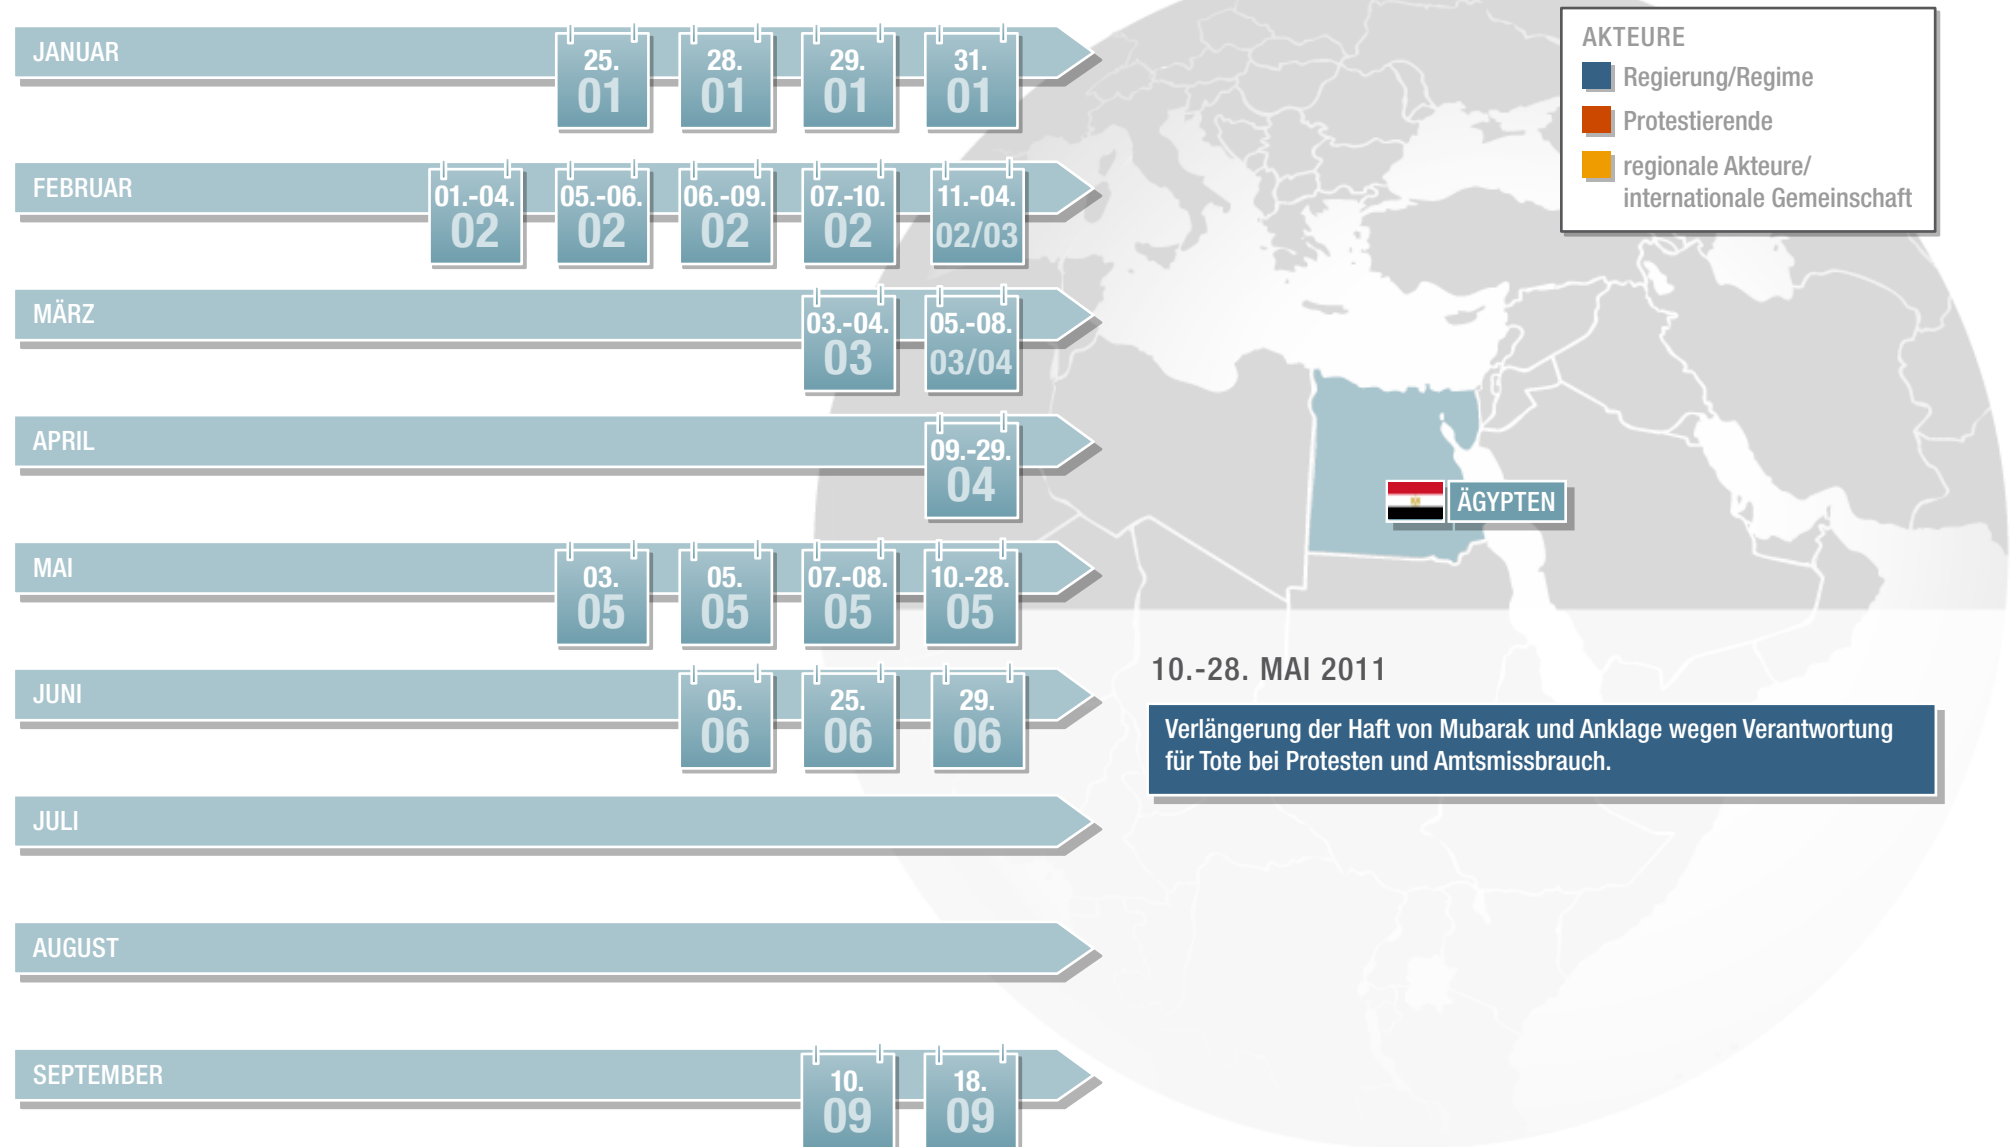 JANUAR
25.
01
28.
01
29.
01
31.
01
FEBRUAR
01.-04.
02
05.-06.
02
06.-09.
02
07.-10.
02
11.-04.
02/03
MÄRZ
03.-04.
03
05.-08.
03/04
APRIL
09.-29.
04
MAI
03.
05
05.
05
07.-08.
05
10.-28.
05
JUNI
05.
06
25.
06
29.
06
JULI
AUGUST
SEPTEMBER
10.
09
18.
09
AKTEURE
Regierung/Regime
Protestierende
regionale Akteure/
internationale Gemeinschaft
ÄGYPTEN
10.-28. MAI 2011
Verlängerung der Haft von Mubarak und Anklage wegen Verantwortung
für Tote bei Protesten und Amtsmissbrauch.